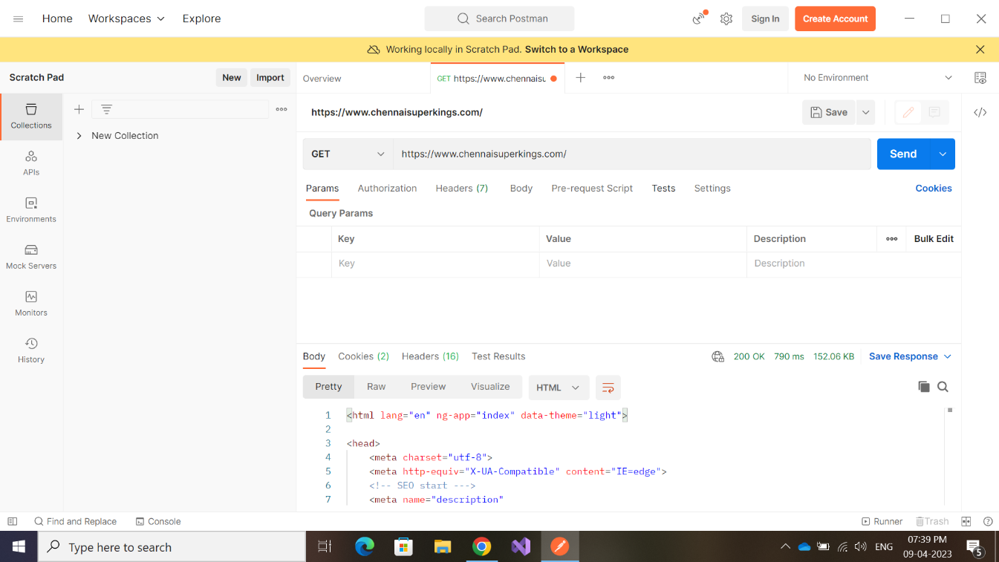 Home Workspaces Explore Search Postman Sign In Create Account
Working locally in Scratch Pad. Switch to a Workspace
Scratch Pad New Import Overview GET https://www.chennaisu No Environment
Collections
New Collection
APIs
Environments
Mock Servers
Monitors
History
https://www.chennaisuperkings.com/ Save </>
GET https://www.chennaisuperkings.com/ Send
Params Authorization Headers (7) Body Pre-request Script Tests Settings Cookies
Query Params
Key Value Description Bulk Edit
Key Value Description
Body Cookies (2) Headers (16) Test Results 200 OK 790 ms 152.06 KB Save Response
Pretty Raw Preview Visualize HTML
1 <html lang="en" ng-app="index" data-theme="light">
2
3 <head>
4 <meta charset="utf-8">
5 <meta http-equiv="X-UA-Compatible" content="IE=edge">
6 <!-- SEO start --->
7 <meta name="description"
Find and Replace Console Runner Trash
Type here to search ENG 07:39 PM
09-04-2023 5